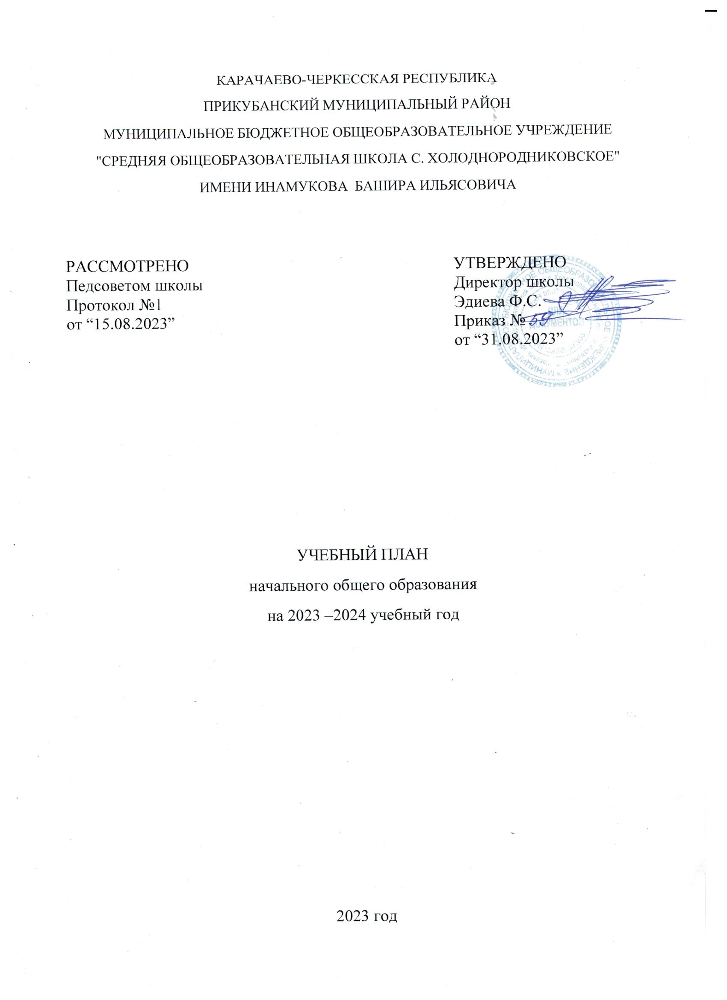 КАРАЧАЕВО-ЧЕРКЕССКАЯ РЕСПУБЛИКА
ПРИКУБАНСКИЙ МУНИЦИПАЛЬНЫЙ РАЙОН
МУНИЦИПАЛЬНОЕ БЮДЖЕТНОЕ ОБЩЕОБРАЗОВАТЕЛЬНОЕ УЧРЕЖДЕНИЕ
"СРЕДНЯЯ ОБЩЕОБРАЗОВАТЕЛЬНАЯ ШКОЛА С. ХОЛОДНОРОДНИКОВСКОЕ"
ИМЕНИ ИНАМУКОВА БАШИРА ИЛЬЯСОВИЧА
РАССМОТРЕНО
Педсоветом школы
Протокол №1
от “15.08.2023”
УТВЕРЖДЕНО
Директор школы
Эдиева Ф.С.
Приказ № 59
от “31.08.2023”
ДОКУМЕНТОВ
УЧЕБНЫЙ ПЛАН
начального общего образования
на 2023 –2024 учебный год
2023 год